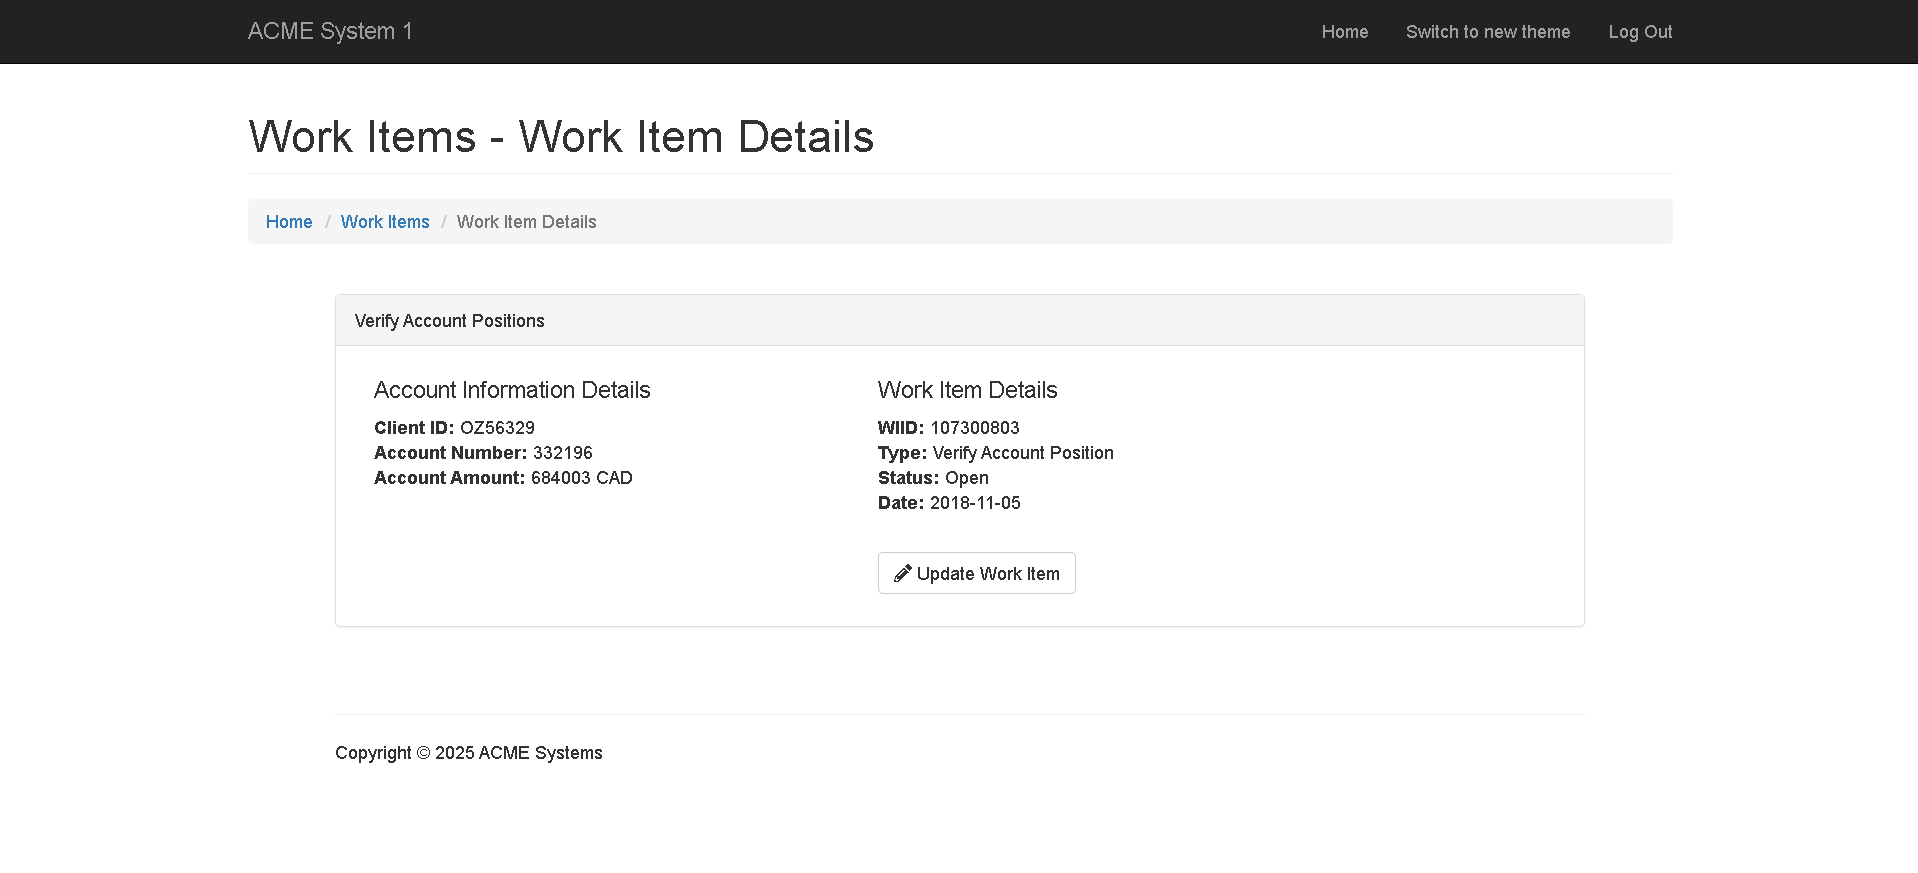 ACME System 1 Home Switch to new theme Log Out
Work Items - Work Item Details
Home / Work Items / Work Item Details
Verify Account Positions
Account Information Details
Client ID: OZ56329
Account Number: 332196
Account Amount: 684003 CAD
Work Item Details
WIID: 107300803
Type: Verify Account Position
Status: Open
Date: 2018-11-05
Update Work Item
Copyright © 2025 ACME Systems